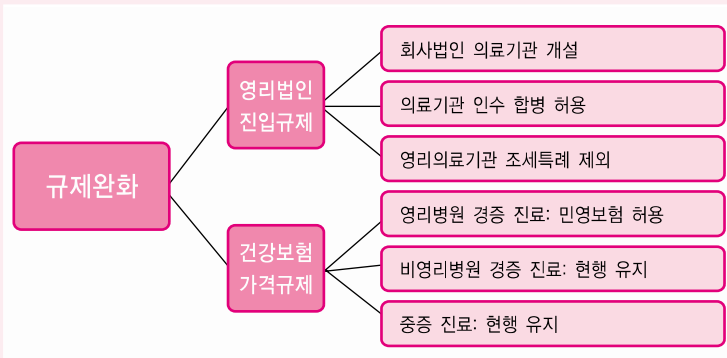 규제완화
영리법인
진입규제
회사법인 의료기관 개설
의료기관 인수 합병 허용
영리의료기관 조세특례 제외
건강보험
가격규제
영리병원 경증 진료: 민영보험 허용
비영리병원 경증 진료: 현행 유지
중증 진료: 현행 유지